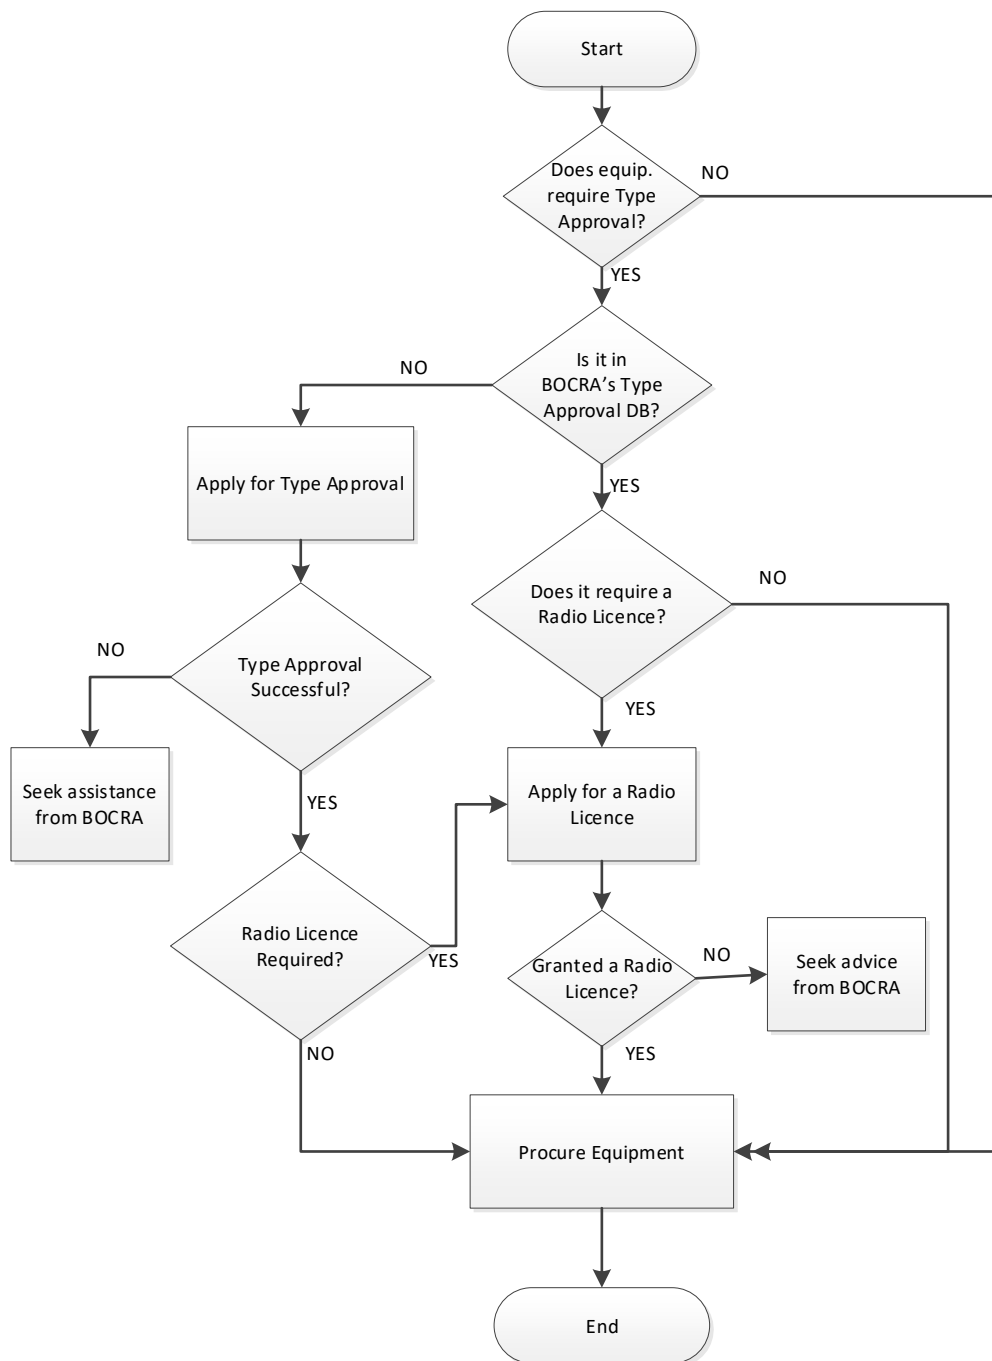 Start
Does equip.
require Type
Approval?
NO
YES
Is it in
BOCRA's Type
Approval DB?
NO
YES
Apply for Type Approval
Does it require a
Radio Licence?
NO
YES
Type Approval
Successful?
NO
YES
Seek assistance
from BOCRA
Apply for a Radio
Licence
Radio Licence
Required?
YES
NO
Granted a Radio
Licence?
NO
YES
Seek advice
from BOCRA
Procure Equipment
End